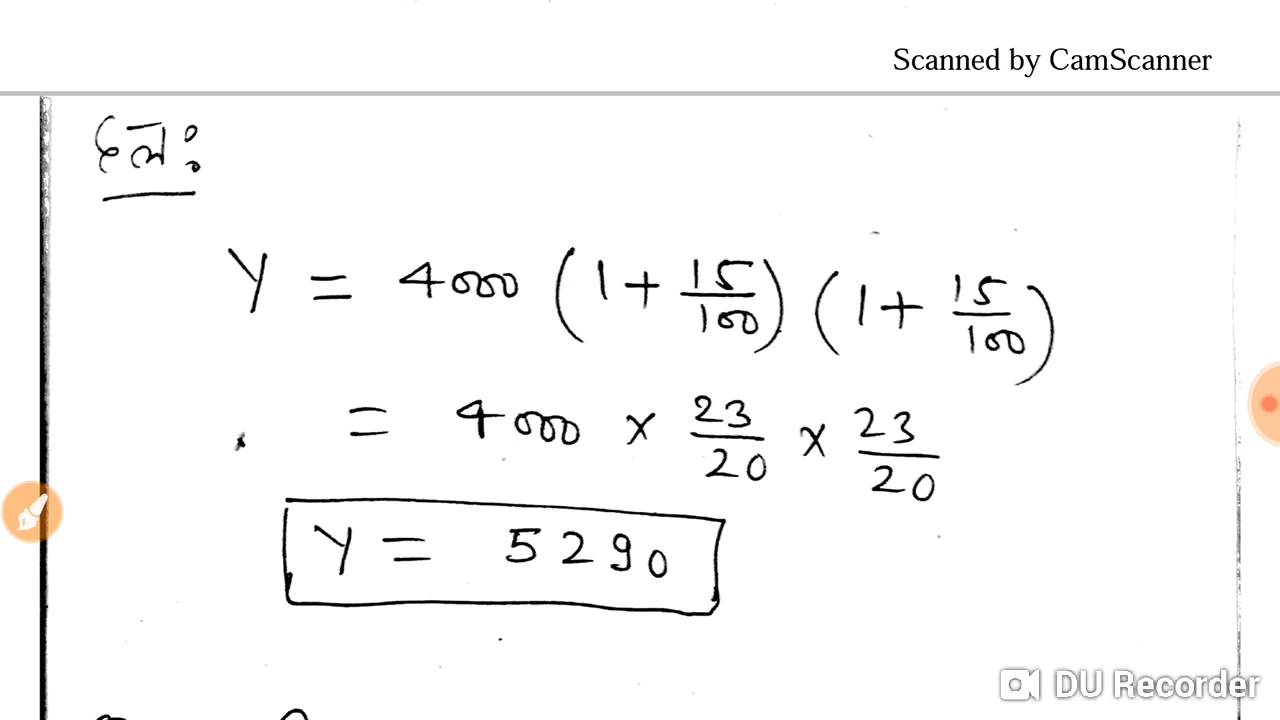 Scanned by CamScanner
Y = 4000 (1 + 15/100) (1 + 15/100)
= 4000 × 23/20 × 23/20
Y = 5290
DU Recorder